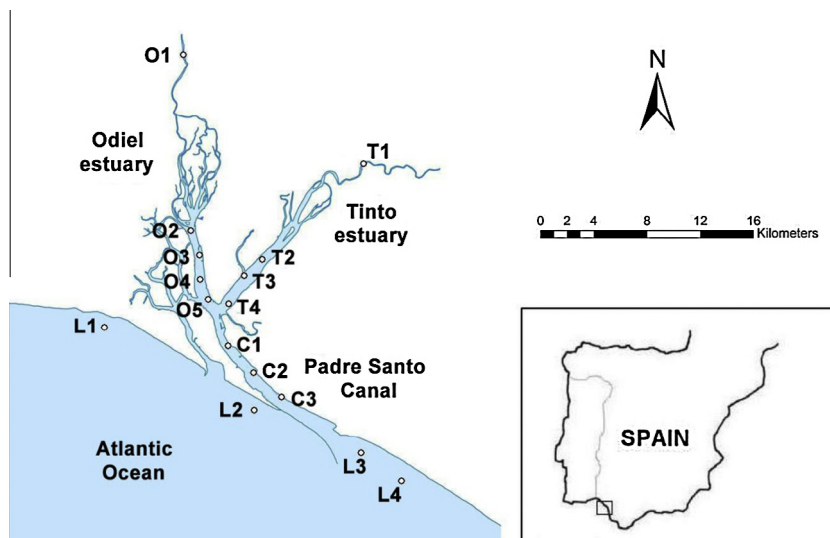 O1
N
Odiel
estuary
T1
Tinto
estuary
0 2 4 8 12 16
Kilometers
O2
O3
T2
O4
T3
O5
T4
L1
C1
Padre Santo
Canal
C2
C3
L2
SPAIN
Atlantic
Ocean
L3
L4